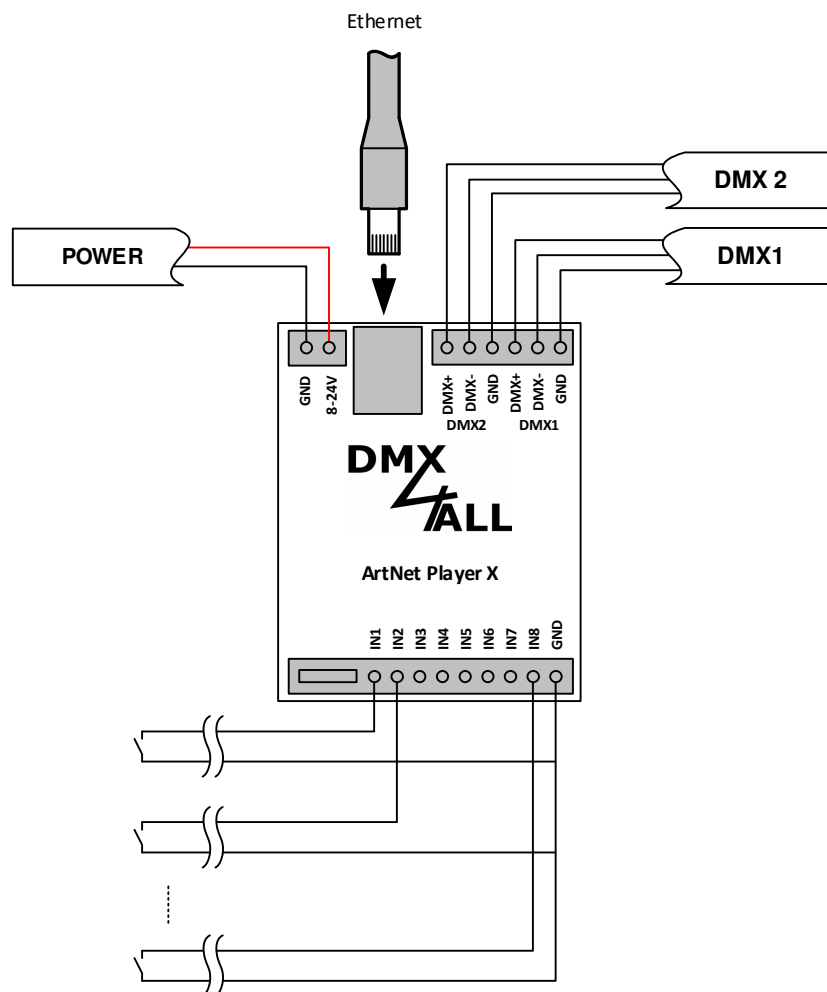 Ethernet
DMX 2
POWER
DMX1
GND
8-24V
DMX+
DMX-
GND
DMX+
DMX-
GND
DMX2
DMX1
DMX
4ALL
ArtNet Player X
IN1
IN2
IN3
IN4
IN5
IN6
IN7
IN8
GND